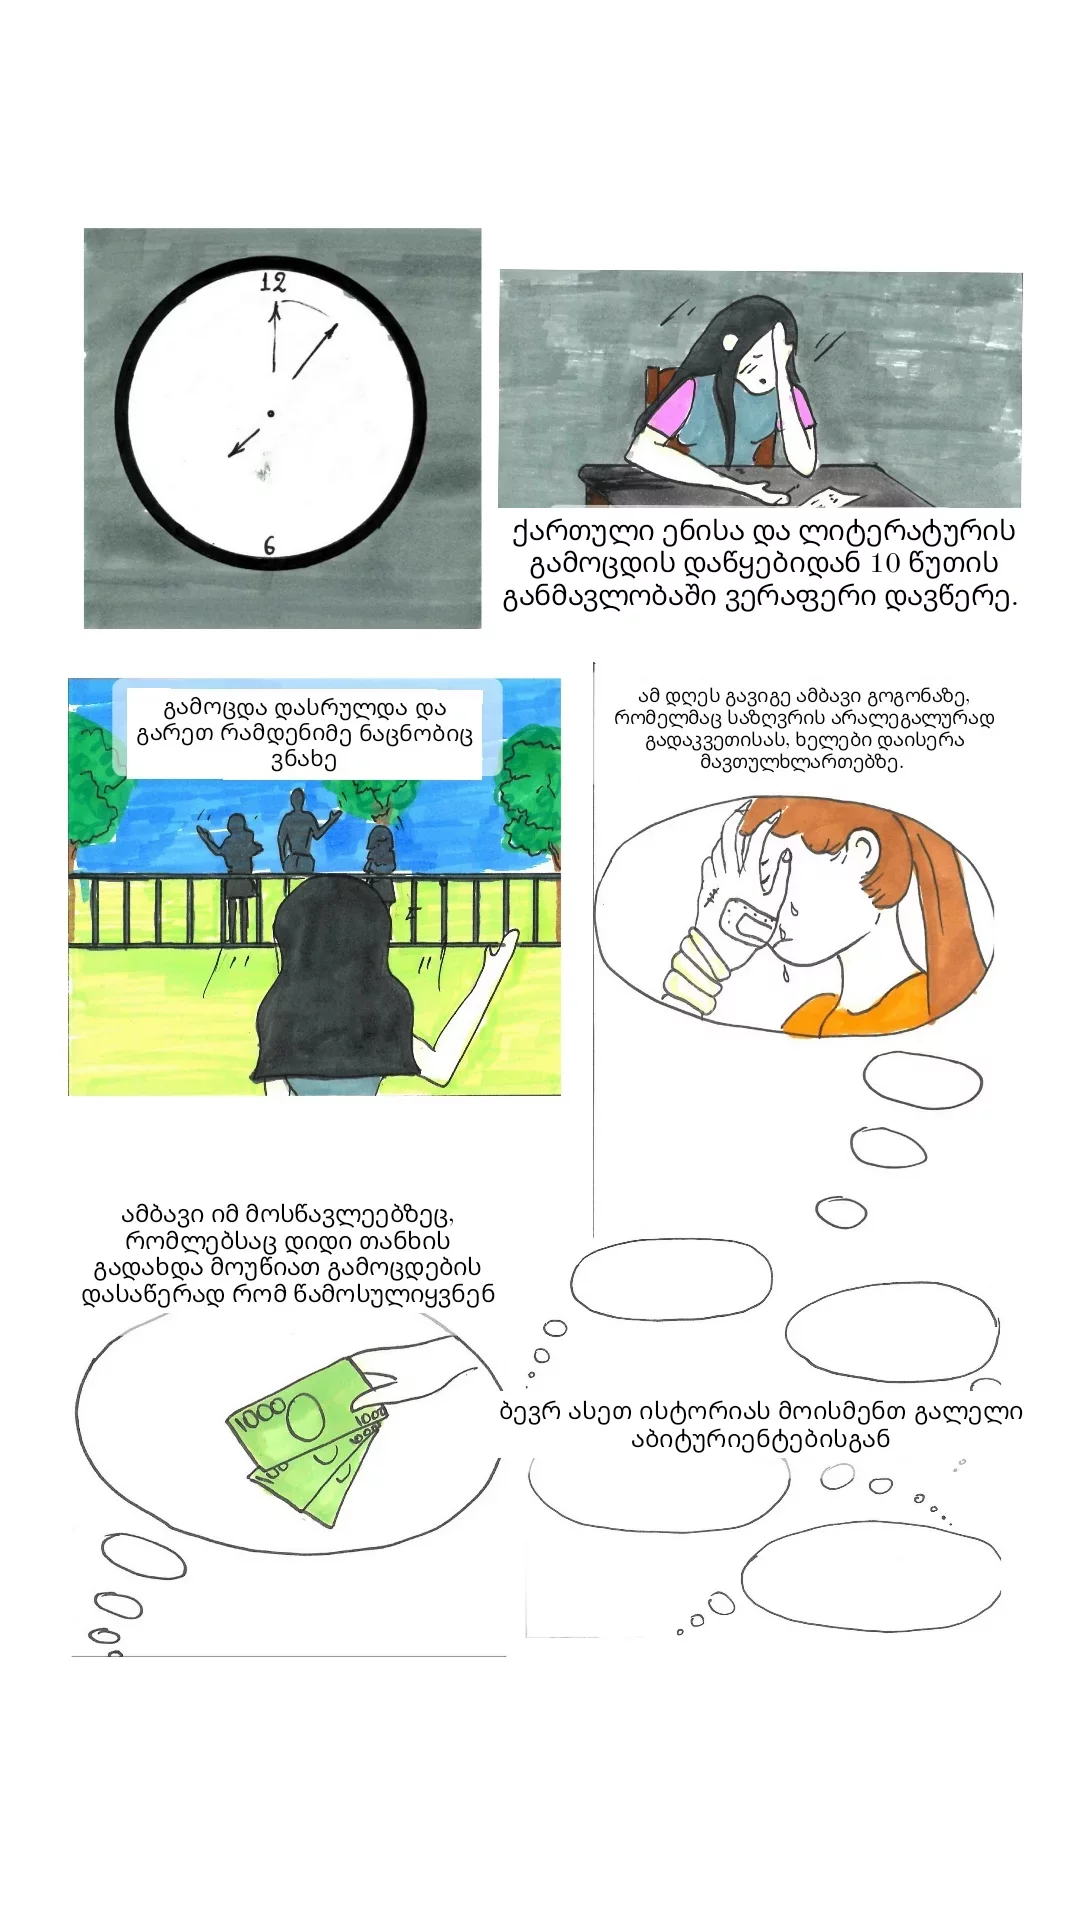 12
6
ქართული ენისა და ლიტერატურის
გამოცდის დაწყებიდან 10 წუთის
განმავლობაში ვერაფერი დავწერე.
გამოცდა დასრულდა და
გარეთ რამდენიმე ნაცნობიც
ვნახე
ამ დღეს გავიგე ამბავი გოგონაზე,
რომელმაც საზღვრის არალეგალურად
გადაკვეთისას, ხელები დაისერა
მავთულხლართებზე.
ამბავი იმ მოსწავლეებზეც,
რომლებსაც დიდი თანხის
გადახდა მოუწიათ გამოცდების
დასაწერად რომ წამოსულიყვნენ
1000
1000
100
ბევრ ასეთ ისტორიას მოისმენთ გალელი
აბიტურიენტებისგან